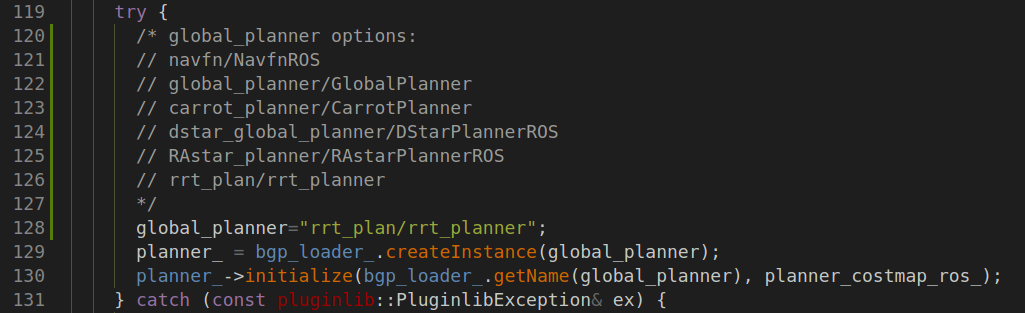 119 try {
120 /* global_planner options:
121 // navfn/NavfnROS
122 // global_planner/GlobalPlanner
123 // carrot_planner/CarrotPlanner
124 // dstar_global_planner/DStarPlannerROS
125 // RAstar_planner/RAstarPlannerROS
126 // rrt_plan/rrt_planner
127 */
128 global_planner="rrt_plan/rrt_planner";
129 planner_ = bgp_loader_.createInstance(global_planner);
130 planner_->initialize(bgp_loader_.getName(global_planner), planner_costmap_ros_);
131 } catch (const pluginlib::PluginlibException& ex) {